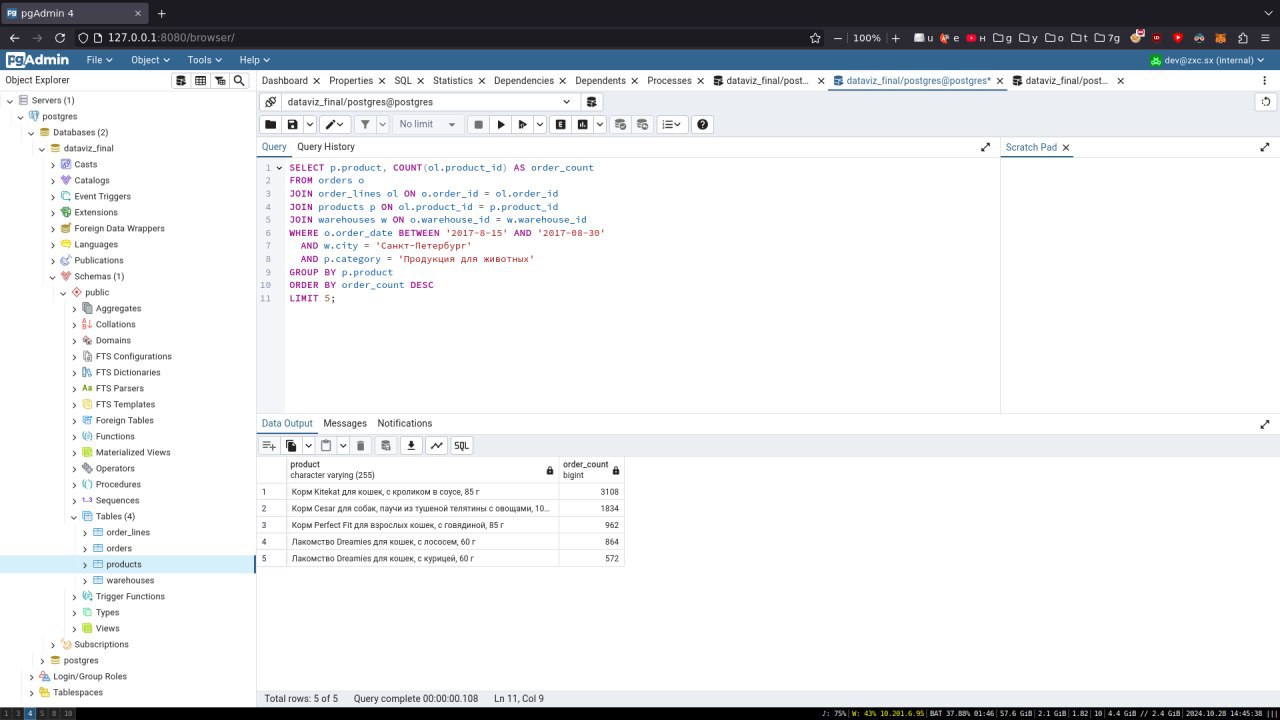 pgAdmin 4
127.0.0.1:8080/browser/
100%
u
e
н
g
y
o
t
7g
pgAdmin
File
Object
Tools
Help
dev@zxc.sx (internal)
Object Explorer
Dashboard
Properties
SQL
Statistics
Dependencies
Dependents
Processes
dataviz_final/post...
dataviz_final/postgres@postgres*
dataviz_final/post...
Servers (1)
postgres
Databases (2)
dataviz_final
Casts
Catalogs
Event Triggers
Extensions
Foreign Data Wrappers
Languages
Publications
Schemas (1)
public
Aggregates
Collations
Domains
FTS Configurations
FTS Dictionaries
Aa FTS Parsers
FTS Templates
Foreign Tables
Functions
Materialized Views
Operators
Procedures
1..3 Sequences
Tables (4)
order_lines
orders
products
warehouses
Trigger Functions
Types
Views
Subscriptions
postgres
Login/Group Roles
Tablespaces
dataviz_final/postgres@postgres
No limit
Query
Query History
Scratch Pad
1 SELECT p.product, COUNT(ol.product_id) AS order_count
2 FROM orders o
3 JOIN order_lines ol ON o.order_id = ol.order_id
4 JOIN products p ON ol.product_id = p.product_id
5 JOIN warehouses w ON o.warehouse_id = w.warehouse_id
6 WHERE o.order_date BETWEEN '2017-8-15' AND '2017-08-30'
7 AND w.city = 'Санкт-Петербург'
8 AND p.category = 'Продукция для животных'
9 GROUP BY p.product
10 ORDER BY order_count DESC
11 LIMIT 5;
Data Output
Messages
Notifications
SQL
product
character varying (255)
order_count
bigint
1 Корм Kitekat для кошек, с кроликом в соусе, 85 г 3108
2 Корм Cesar для собак, паучи из тушеной телятины с овощами, 10... 1834
3 Корм Perfect Fit для взрослых кошек, с говядиной, 85 г 962
4 Лакомство Dreamies для кошек, с лососем, 60 г 864
5 Лакомство Dreamies для кошек, с курицей, 60 г 572
Total rows: 5 of 5
Query complete 00:00:00.108
Ln 11, Col 9
1 3 4 5 8 10
♪: 75% | W: 43% 10.201.6.95 | BAT 37.88% 01:46 | 57.6 GiB | 2.1 GiB | 1.82 | 10 | 4.4 GiB // 2.4 GiB | 2024.10.28 14:45:38